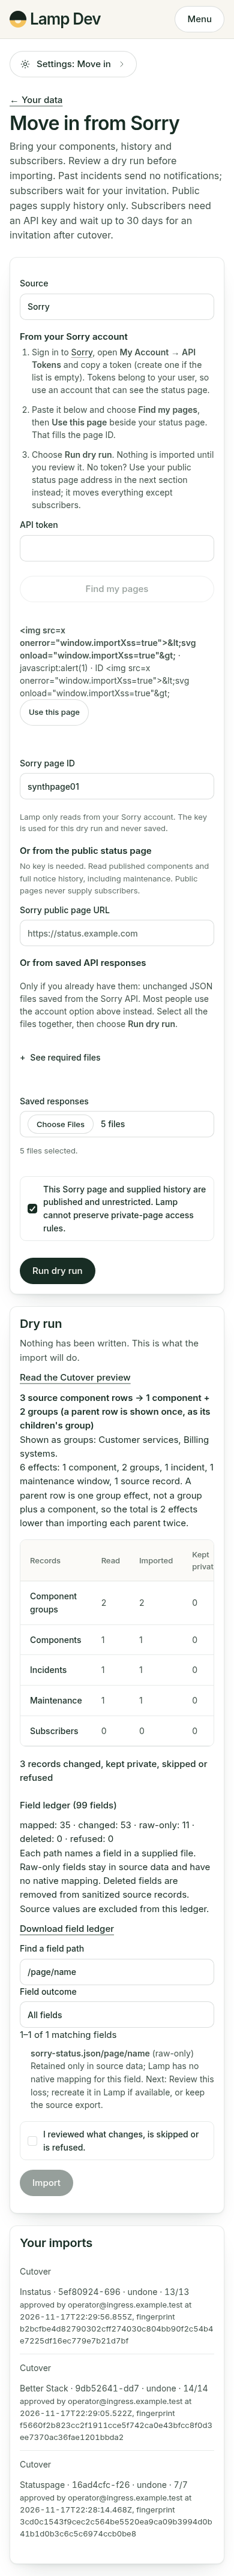 Lamp Dev
Menu
Settings: Move in
← Your data
Move in from Sorry
Bring your components, history and
subscribers. Review a dry run before
importing. Past incidents send no notifications;
subscribers wait for your invitation. Public
pages supply history only. Subscribers need
an API key and wait up to 30 days for an
invitation after cutover.
Source
Sorry
From your Sorry account
1. Sign in to Sorry, open My Account → API
Tokens and copy a token (create one if the
list is empty). Tokens belong to your user, so
use an account that can see the status page.
2. Paste it below and choose Find my pages,
then Use this page beside your status page.
That fills the page ID.
3. Choose Run dry run. Nothing is imported until
you review it. No token? Use your public
status page address in the next section
instead; it moves everything except
subscribers.
API token
Find my pages
<img src=x
onerror="window.importXss=true">&lt;svg
onload="window.importXss=true"&gt; ·
javascript:alert(1) · ID <img src=x
onerror="window.importXss=true">&lt;svg
onload="window.importXss=true"&gt;
Use this page
Sorry page ID
synthpage01
Lamp only reads from your Sorry account. The key
is used for this dry run and never saved.
Or from the public status page
No key is needed. Read published components and
full notice history, including maintenance. Public
pages never supply subscribers.
Sorry public page URL
https://status.example.com
Or from saved API responses
Only if you already have them: unchanged JSON
files saved from the Sorry API. Most people use
the account option above instead. Select all the
files together, then choose Run dry run.
+ See required files
Saved responses
Choose Files 5 files
5 files selected.
This Sorry page and supplied history are
public and unrestricted. Lamp
cannot preserve private-page access
rules.
Run dry run
Dry run
Nothing has been written. This is what the
import will do.
Read the Cutover preview
3 source component rows → 1 component +
2 groups (a parent row is shown once, as its
children's group)
Shown as groups: Customer services, Billing
systems.
6 effects: 1 component, 2 groups, 1 incident, 1
maintenance window, 1 source record. A
parent row is one group effect, not a group
plus a component, so the total is 2 effects
lower than importing each parent twice.
Records Read Imported Kept privat
Component groups 2 2 0
Components 1 1 0
Incidents 1 1 0
Maintenance 1 1 0
Subscribers 0 0 0
3 records changed, kept private, skipped or
refused
Field ledger (99 fields)
mapped: 35 · changed: 53 · raw-only: 11 ·
deleted: 0 · refused: 0
Each path names a field in a supplied file.
Raw-only fields stay in source data and have
no native mapping. Deleted fields are
removed from sanitized source records.
Source values are excluded from this ledger.
Download field ledger
Find a field path
/page/name
Field outcome
All fields
1–1 of 1 matching fields
sorry-status.json/page/name (raw-only)
Retained only in source data; Lamp has no
native mapping for this field. Next: Review this
loss; recreate it in Lamp if available, or keep
the source export.
I reviewed what changes, is skipped or
is refused.
Import
Your imports
Cutover
Instatus · 5ef80924-696 · undone · 13/13
approved by operator@ingress.example.test at
2026-11-17T22:29:56.855Z, fingerprint
b2bcfbe4d82790302cff274030c804bb90f2c54b4
e7225df16ec779e7b21d7bf
Cutover
Better Stack · 9db52641-dd7 · undone · 14/14
approved by operator@ingress.example.test at
2026-11-17T22:29:05.522Z, fingerprint
f5660f2b823cc2f1911cce5f742ca0e43bfcc8f0d3
ee7370ac36fae1201bbda2
Cutover
Statuspage · 16ad4cfc-f26 · undone · 7/7
approved by operator@ingress.example.test at
2026-11-17T22:28:14.468Z, fingerprint
3cd0c1543f9cec2c564be5520ea9ca09b3994d0b
41b1d0b3c6c5c6974ccb0be8